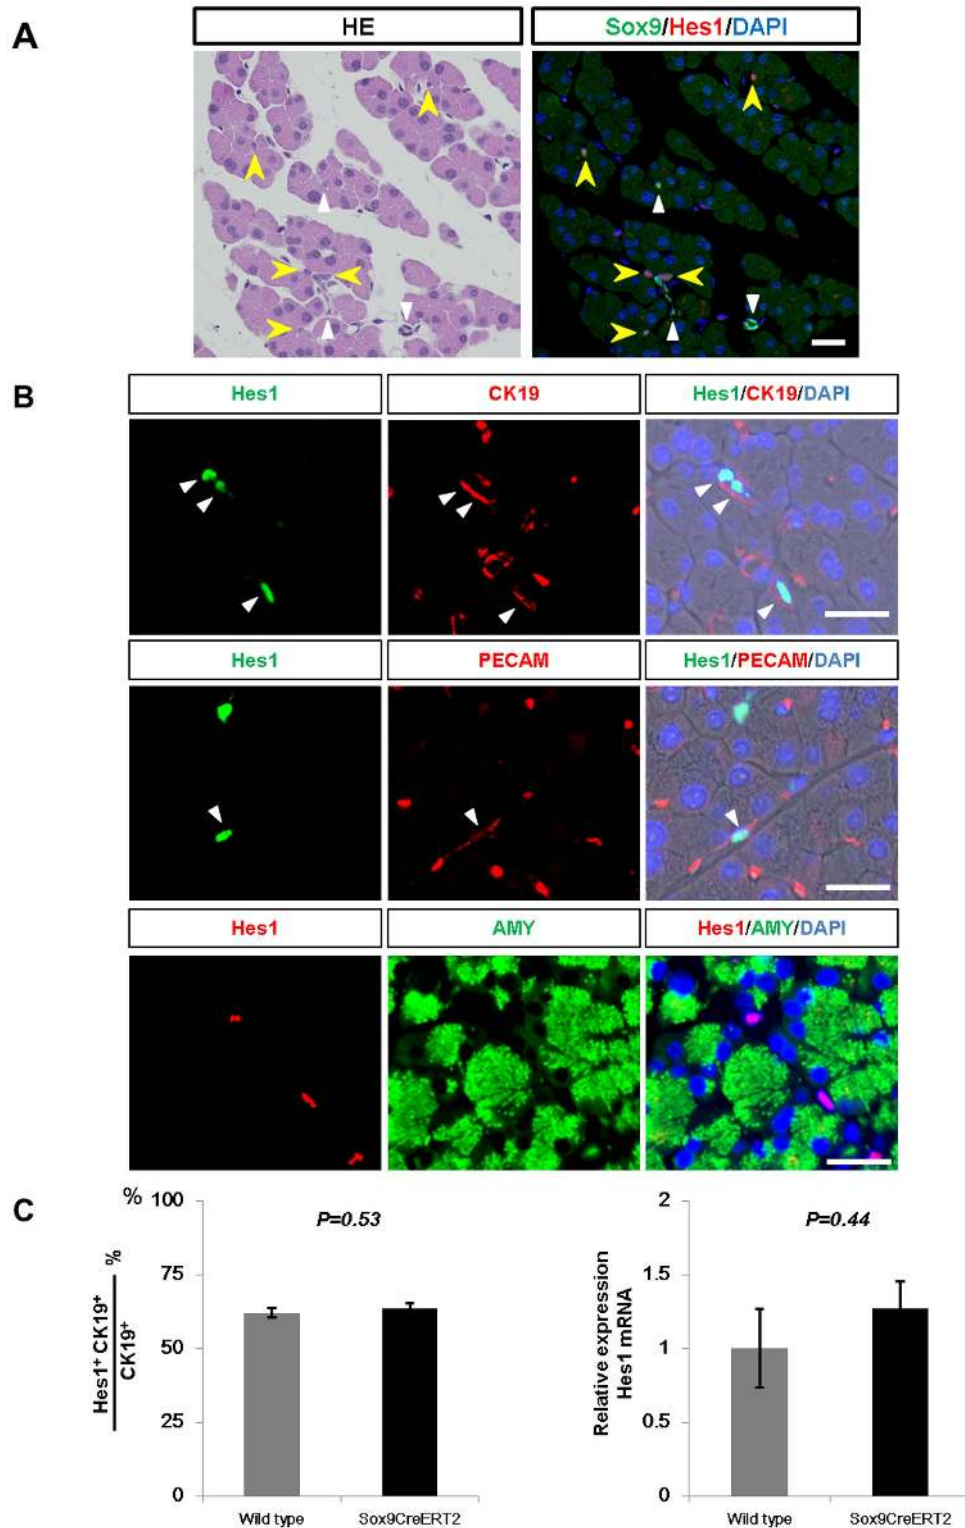 A
HE
Sox9/Hes1/DAPI
B
Hes1
CK19
Hes1/CK19/DAPI
Hes1
PECAM
Hes1/PECAM/DAPI
Hes1
AMY
Hes1/AMY/DAPI
C
%
100
75
50
25
0
P=0.53
Hes1+ CK19+
CK19+
%
Wild type
Sox9CreERT2
2
1.5
1
0.5
0
P=0.44
Relative expression
Hes1 mRNA
Wild type
Sox9CreERT2